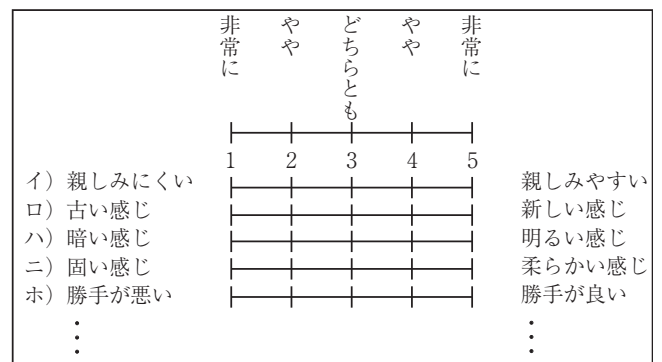 非常に やや どちらとも やや 非常に
1 2 3 4 5
イ）親しみにくい 親しみやすい
ロ）古い感じ 新しい感じ
ハ）暗い感じ 明るい感じ
ニ）固い感じ 柔らかい感じ
ホ）勝手が悪い 勝手が良い